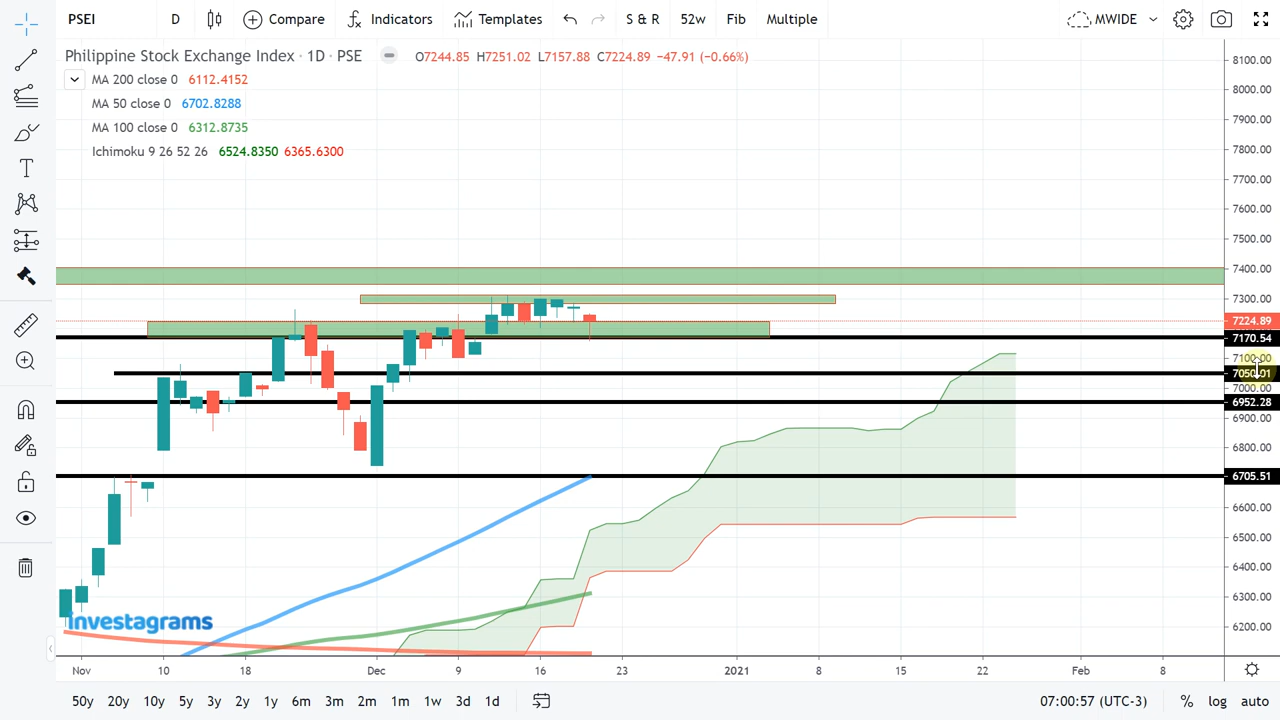 PSEI D Compare Indicators Templates S & R 52w Fib Multiple MWIDE
Philippine Stock Exchange Index · 1D · PSE O7244.85 H7251.02 L7157.88 C7224.89 −47.91 (−0.66%)
MA 200 close 0 6112.4152
MA 50 close 0 6702.8288
MA 100 close 0 6312.8735
Ichimoku 9 26 52 26 6524.8350 6365.6300
8100.00
8000.00
7900.00
7800.00
7700.00
7600.00
7500.00
7400.00
7300.00
7224.89
7170.54
7100.00
7050.01
7000.00
6952.28
6900.00
6800.00
6705.51
6600.00
6500.00
6400.00
6300.00
6200.00
investagrams
Nov 10 18 Dec 9 16 23 2021 8 15 22 Feb 8
50y 20y 10y 5y 3y 2y 1y 6m 3m 2m 1m 1w 3d 1d 07:00:57 (UTC-3) % log auto